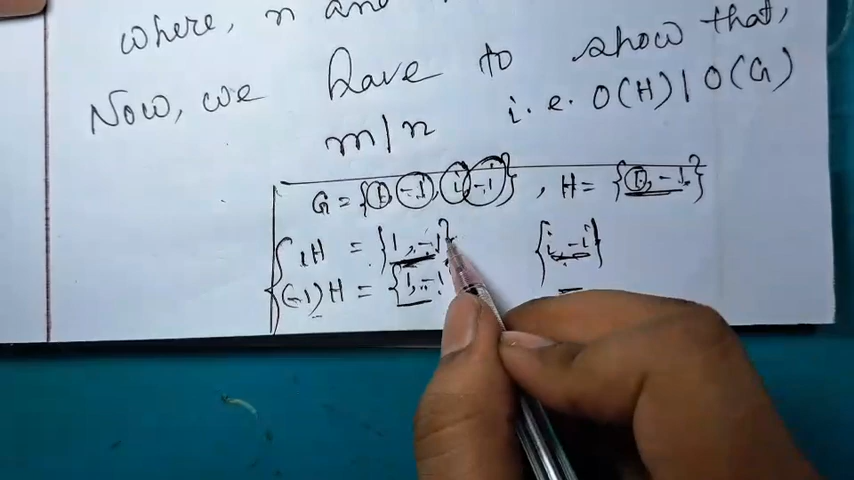 where, n and
Now, we have to show that,
m|n i.e. O(H)|O(G)
G = {1, -1, i, -i}, H = {1, -1}
1H = {1, -1} {i, -i}
(-1)H = {1, -1